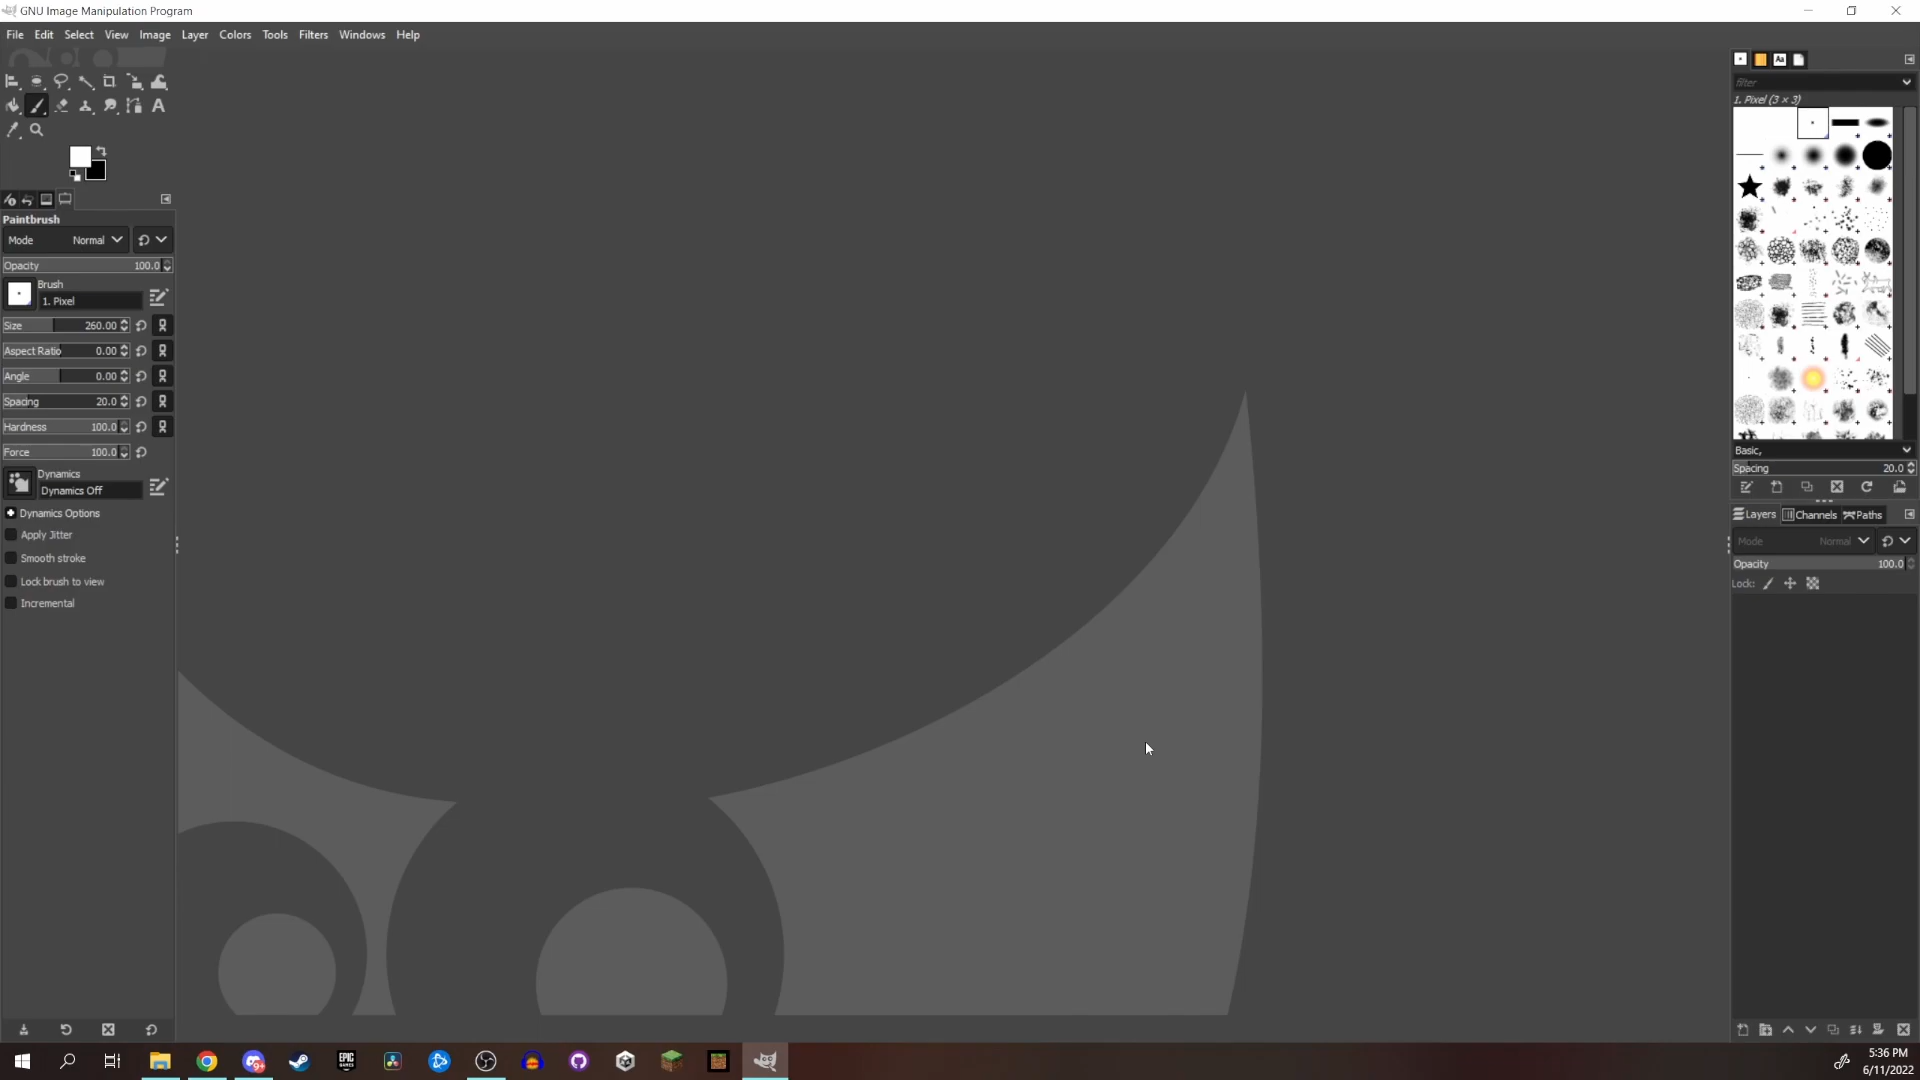 GNU Image Manipulation Program
File Edit Select View Image Layer Colors Tools Filters Windows Help
filter
1. Pixel (3 × 3)
Paintbrush
Mode Normal
Opacity 100.0
Brush
1. Pixel
Size 260.00
Aspect Ratio 0.00
Angle 0.00
Spacing 20.0
Hardness 100.0
Force 100.0
Dynamics
Dynamics Off
Dynamics Options
Apply Jitter
Smooth stroke
Lock brush to view
Incremental
Basic,
Spacing 20.0
Layers Channels Paths
Mode Normal
Opacity 100.0
Lock:
EPIC GAMES
9+
5:36 PM
6/11/2022